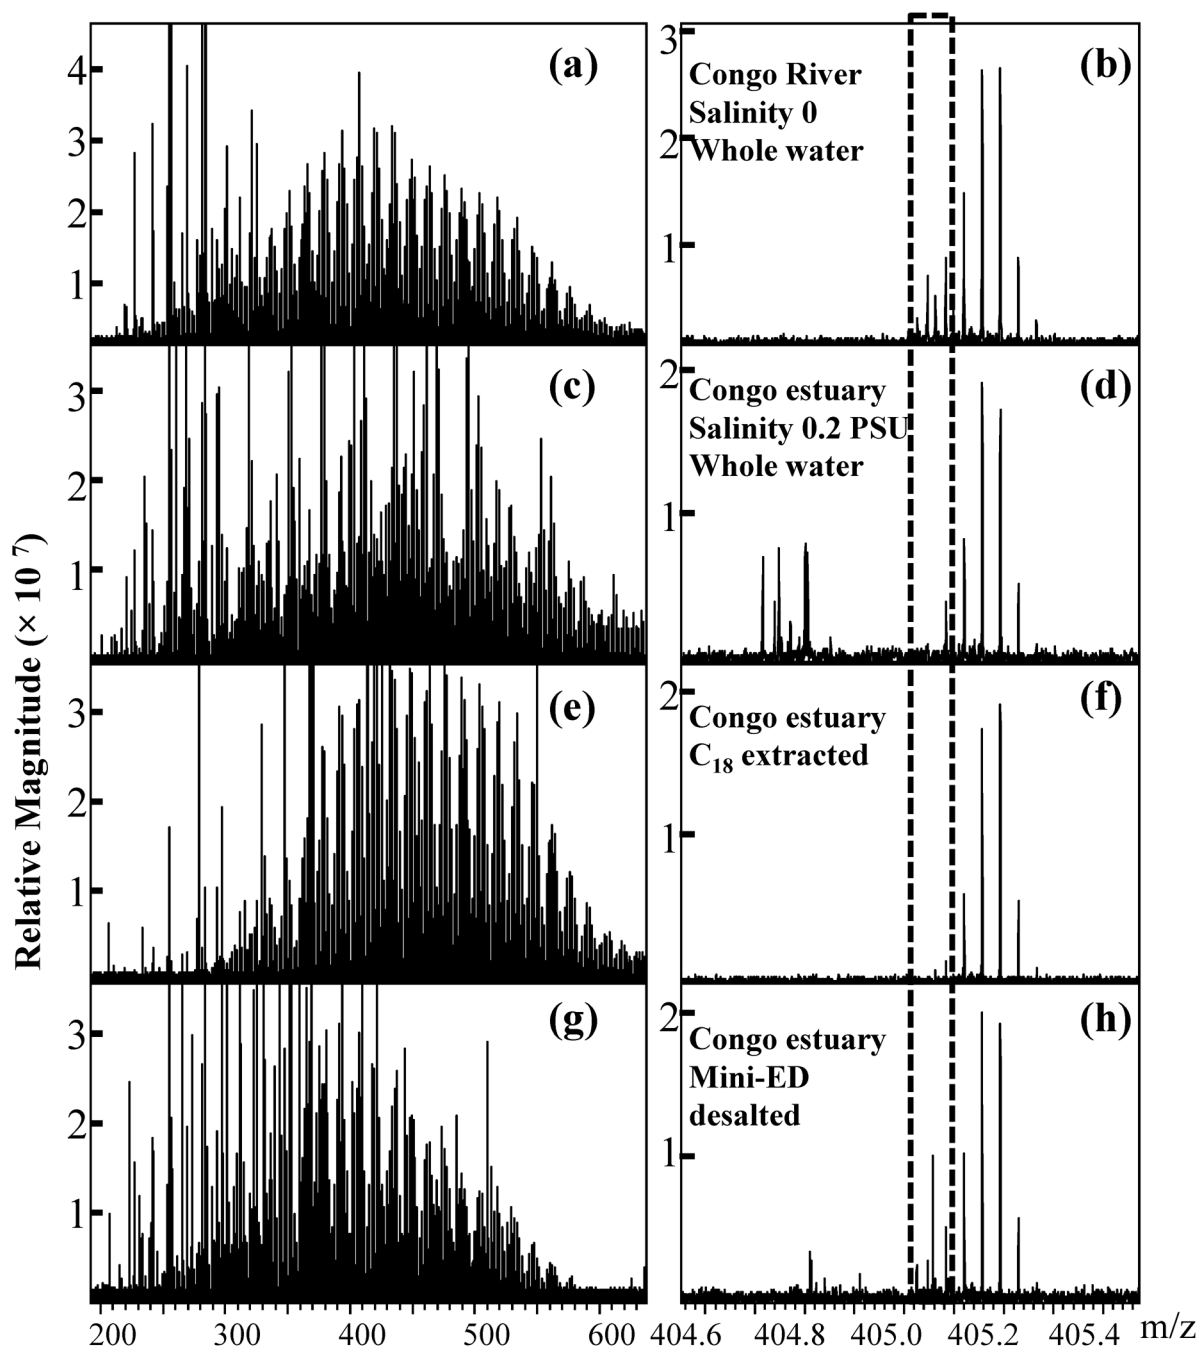 (a)
4
3
2
1
(b)
Congo River
Salinity 0
Whole water
3
2
1
(c)
3
2
1
(d)
Congo estuary
Salinity 0.2 PSU
Whole water
2
1
(e)
3
2
1
(f)
Congo estuary
C₁₈ extracted
2
1
(g)
3
2
1
(h)
Congo estuary
Mini-ED
desalted
2
1
Relative Magnitude (× 10 ⁷)
200 300 400 500 600
404.6 404.8 405.0 405.2 405.4 m/z